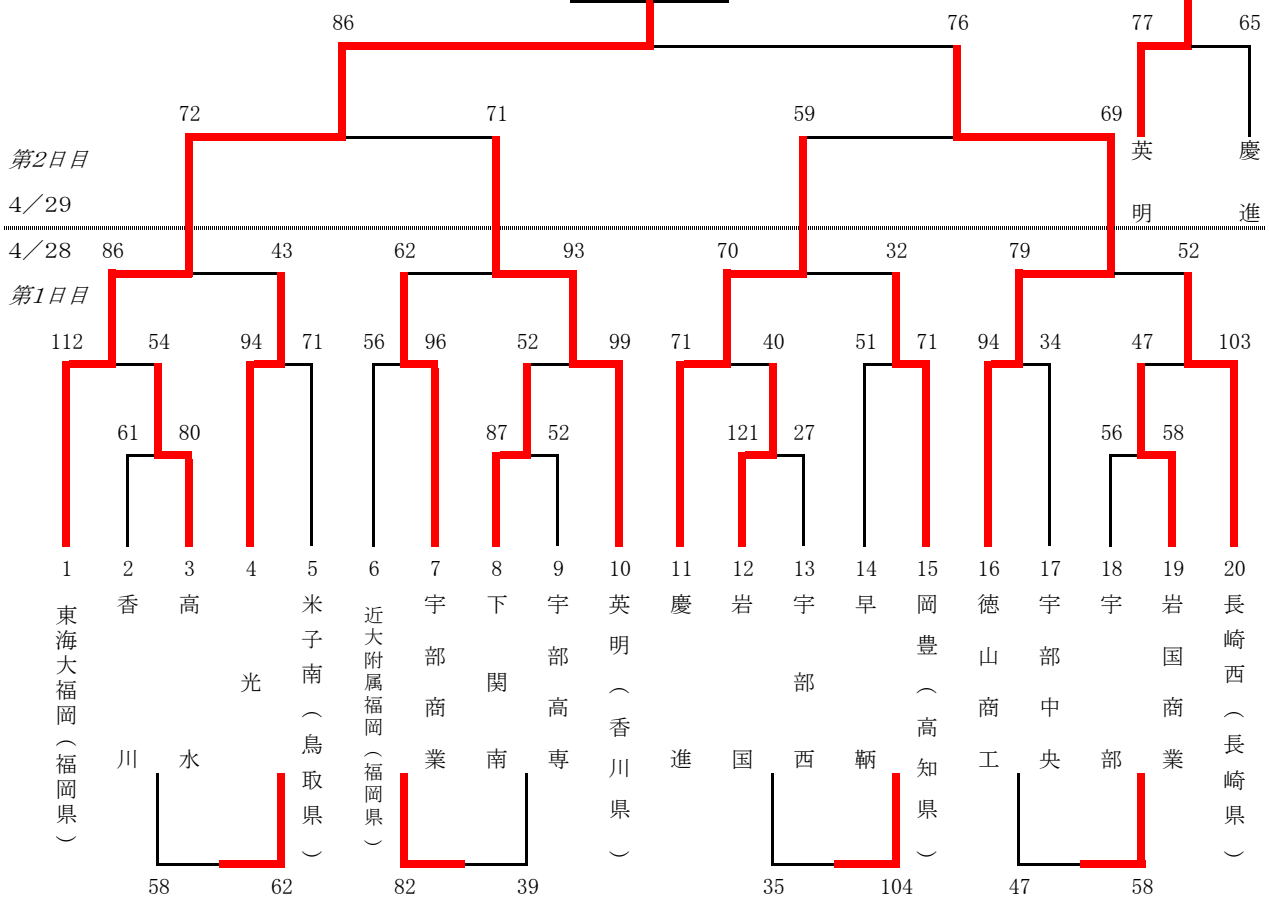 86 76 77 65
72 71 59 69
英明 慶進
第2日目
4／29
4／28 86 43 62 93 70 32 79 52
第1日目
112 54 94 71 56 96 52 99 71 40 51 71 94 34 47 103
61 80 87 52 121 27 56 58
1 2 3 4 5 6 7 8 9 10 11 12 13 14 15 16 17 18 19 20
東海大福岡（福岡県）
香川
高水
光
米子南（鳥取県）
近大附属福岡（福岡県）
宇部商業
下関南
宇部高専
英明（香川県）
慶進
岩国
宇部西
早鞆
岡豊（高知県）
徳山商工
宇部中央
宇部
岩国商業
長崎西（長崎県）
58 62 82 39 35 104 47 58